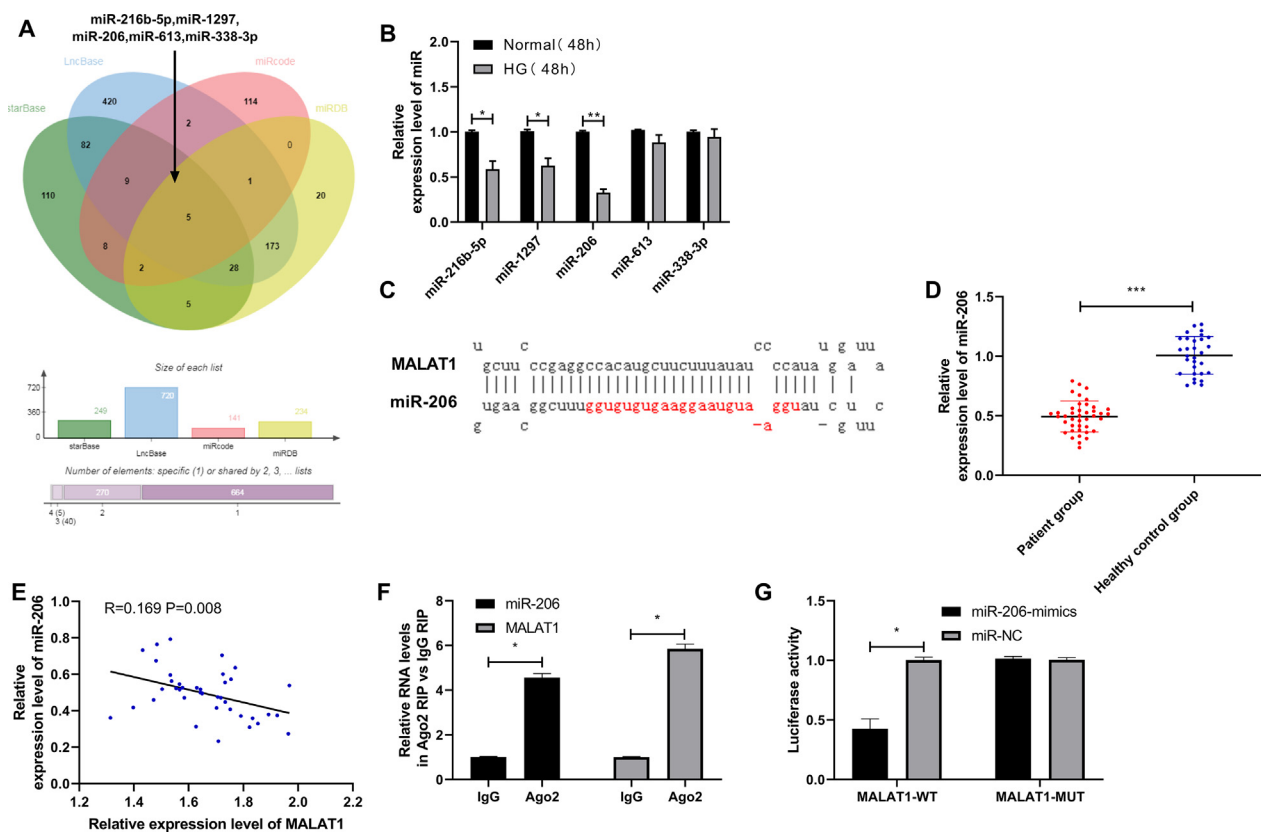 A
miR-216b-5p,miR-1297,
miR-206,miR-613,miR-338-3p
LncBase
miRcode
starBase
miRDB
420
114
2
82
0
9
1
110
20
5
8
173
2
28
5
Size of each list
720
360
0
249
720
141
234
starBase
LncBase
miRcode
miRDB
Number of elements: specific (1) or shared by 2, 3, ... lists
270
664
4 (5)
3 (40)
2
1
B
Relative
expression level of miR
2.0
1.5
1.0
0.5
0.0
Normal( 48h)
HG( 48h)
*
*
**
miR-216b-5p
miR-1297
miR-206
miR-613
miR-338-3p
C
u c cc u g uu
MALAT1 gcuu ccgaggccacaugcuucuuuauau ccaua g a a
|||| |||||||||||||||||||||||| ||||| | |
miR-206 ugaa ggcuuuggugugugaaggaaugua gguau c u c
g c -a - g uu
D
Relative
expression level of miR-206
1.5
1.0
0.5
0.0
***
Patient group
Healthy control group
E
Relative
expression level of miR-206
1.0
0.8
0.6
0.4
0.2
0.0
R=0.169 P=0.008
1.2 1.4 1.6 1.8 2.0 2.2
Relative expression level of MALAT1
F
Relative RNA levels
in Ago2 RIP vs IgG RIP
8
6
4
2
0
miR-206
MALAT1
*
*
IgG Ago2 IgG Ago2
G
Luciferase activity
1.5
1.0
0.5
0.0
miR-206-mimics
miR-NC
*
MALAT1-WT MALAT1-MUT